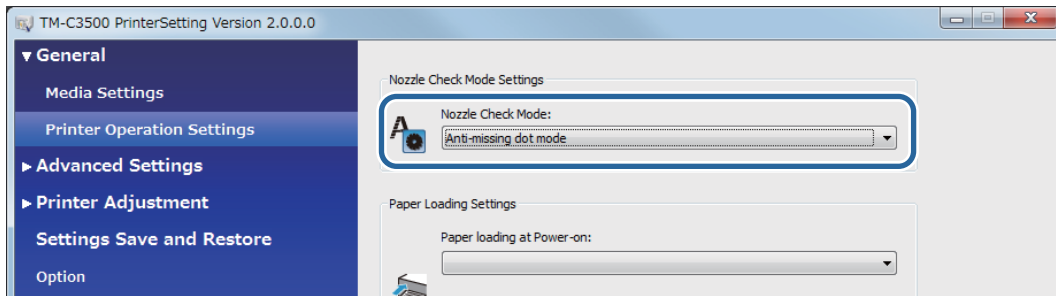 TM-C3500 PrinterSetting Version 2.0.0.0
General
Media Settings
Printer Operation Settings
Advanced Settings
Printer Adjustment
Settings Save and Restore
Option
Nozzle Check Mode Settings
Nozzle Check Mode:
Anti-missing dot mode
Paper Loading Settings
Paper loading at Power-on: